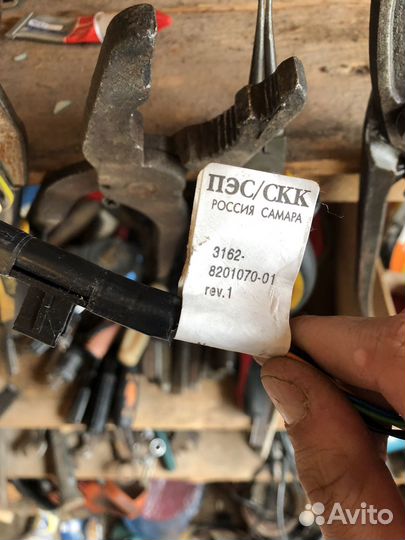 ПЭС/СКК
РОССИЯ САМАРА
3162-
8201070-01
rev.1
Avito